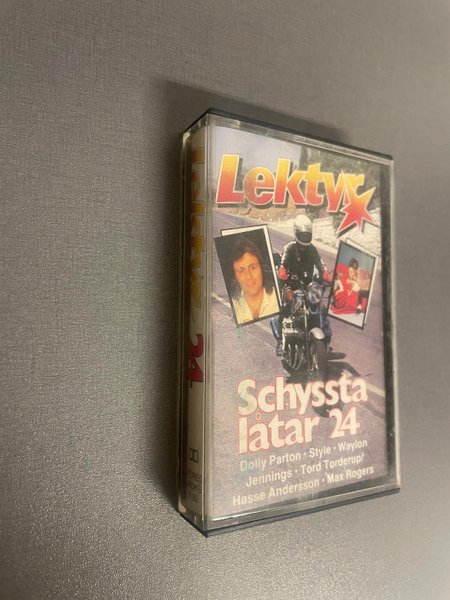 Lektyr
Schyssta
låtar 24
Dolly Parton · Style · Waylon
Jennings · Tord Torderup/
Hasse Andersson · Max Rogers
Lektyr 24